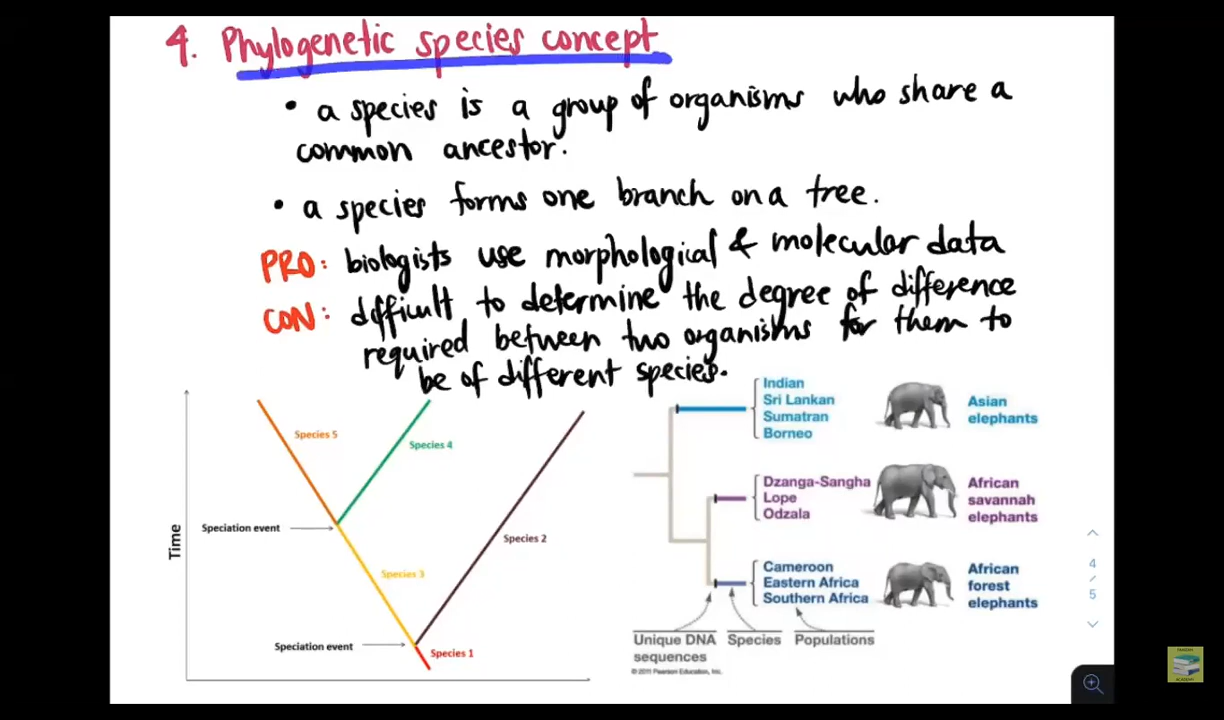 4. Phylogenetic species concept
• a species is a group of organisms who share a
common ancestor.
• a species forms one branch on a tree.
PRO: biologists use morphological & molecular data
CON: difficult to determine the degree of difference
required between two organisms for them to
be of different species.
Time
Species 5
Species 4
Speciation event
Species 2
Species 3
Speciation event
Species 1
Indian
Sri Lankan
Sumatran
Borneo
Asian
elephants
Dzanga-Sangha
Lope
Odzala
African
savannah
elephants
Cameroon
Eastern Africa
Southern Africa
African
forest
elephants
Unique DNA
sequences
Species
Populations
© 2011 Pearson Education, Inc.
4
/
5
ACADEMY